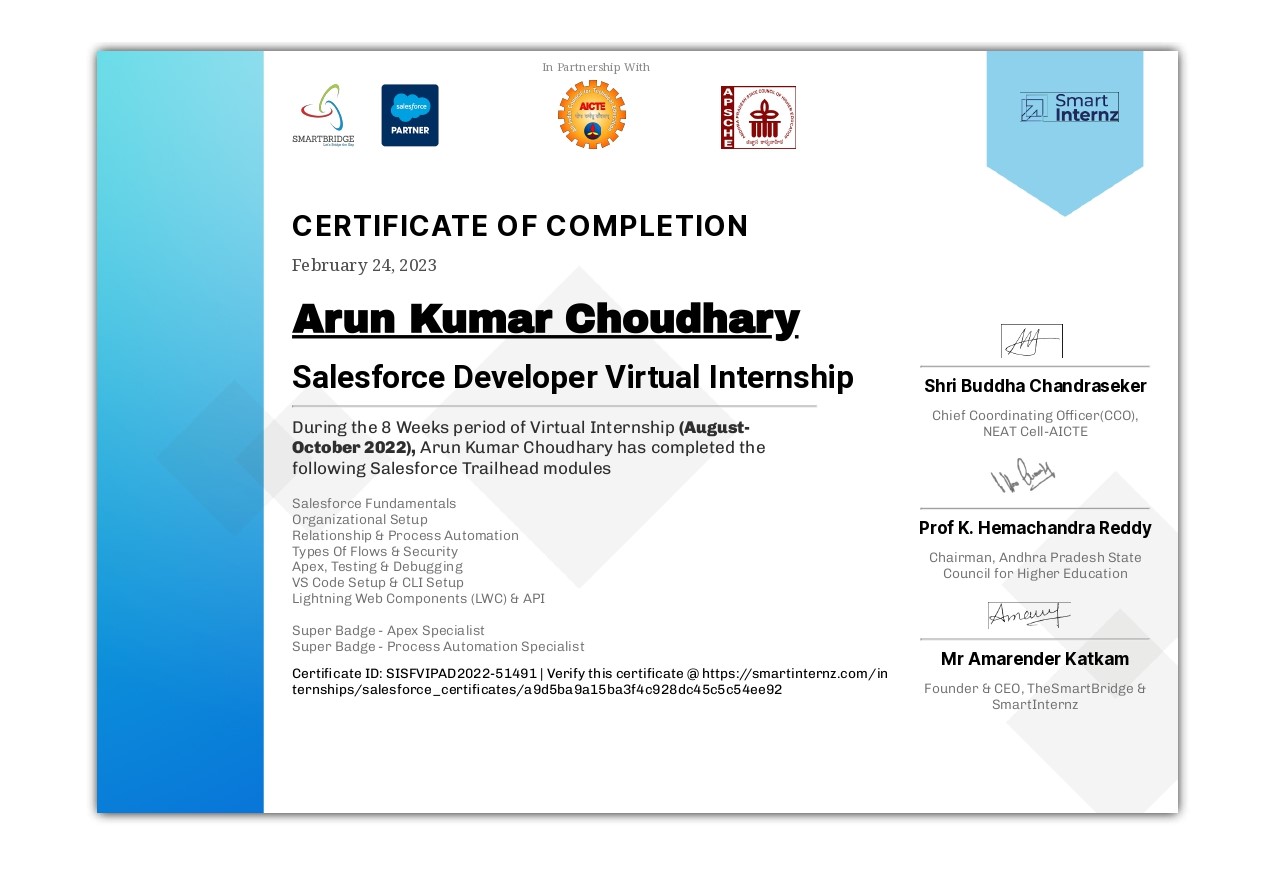 In Partnership With
SMARTBRIDGE
Let's Bridge the Gap
salesforce
PARTNER
AICTE
APSCHE
Smart
Internz
CERTIFICATE OF COMPLETION
February 24, 2023
Arun Kumar Choudhary
Salesforce Developer Virtual Internship
During the 8 Weeks period of Virtual Internship (August-
October 2022), Arun Kumar Choudhary has completed the
following Salesforce Trailhead modules
Salesforce Fundamentals
Organizational Setup
Relationship & Process Automation
Types Of Flows & Security
Apex, Testing & Debugging
VS Code Setup & CLI Setup
Lightning Web Components (LWC) & API
Super Badge - Apex Specialist
Super Badge - Process Automation Specialist
Certificate ID: SISFVIPAD2022-51491 | Verify this certificate @ https://smartinternz.com/in
ternships/salesforce_certificates/a9d5ba9a15ba3f4c928dc45c5c54ee92
Shri Buddha Chandraseker
Chief Coordinating Officer(CCO),
NEAT Cell-AICTE
Prof K. Hemachandra Reddy
Chairman, Andhra Pradesh State
Council for Higher Education
Mr Amarender Katkam
Founder & CEO, TheSmartBridge &
SmartInternz